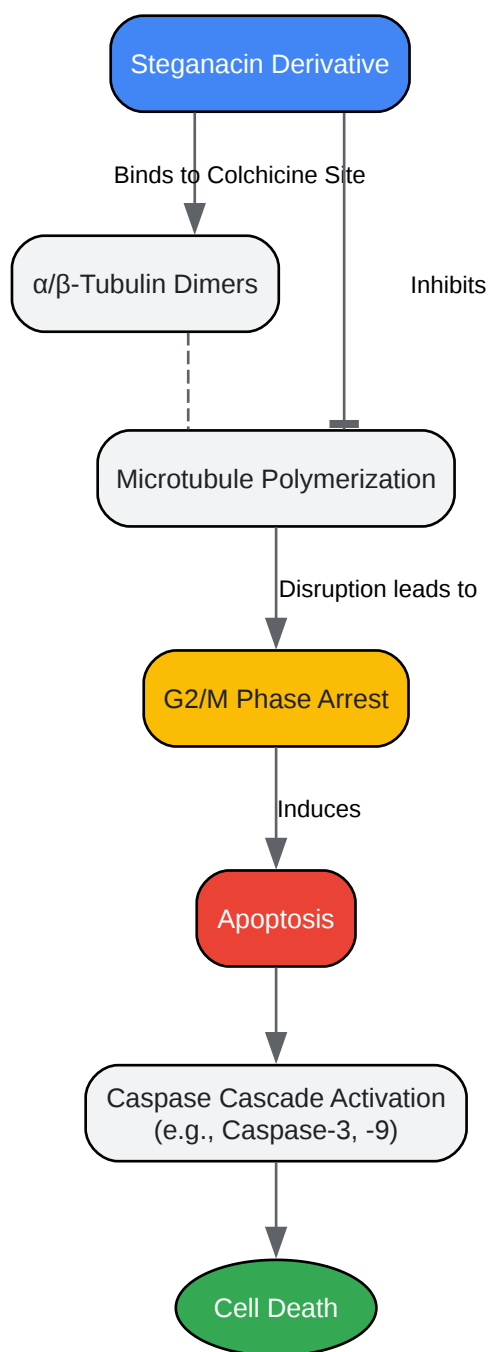 Steganacin Derivative
Binds to Colchicine Site
α/β-Tubulin Dimers
Inhibits
Microtubule Polymerization
Disruption leads to
G2/M Phase Arrest
Induces
Apoptosis
Caspase Cascade Activation
(e.g., Caspase-3, -9)
Cell Death